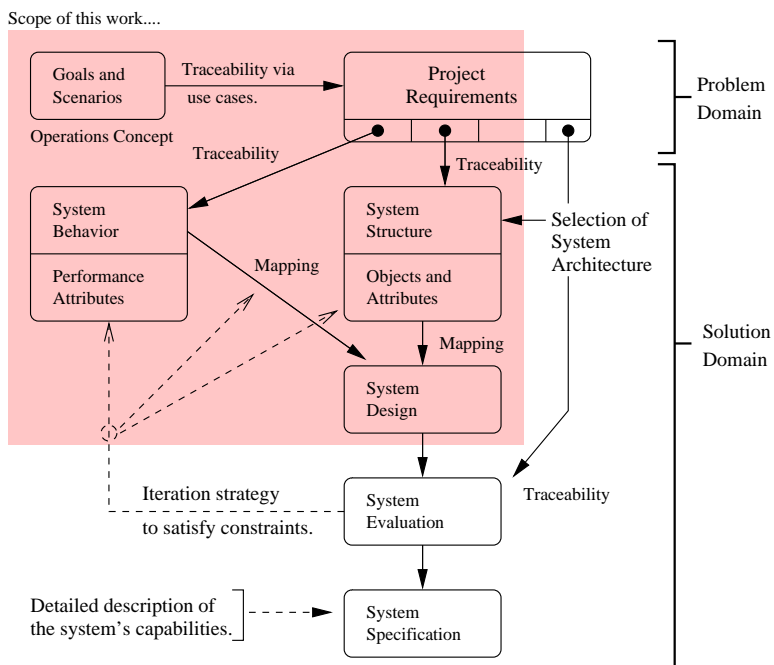 Scope of this work....
Goals and
Scenarios
Traceability via
use cases.
Project
Requirements
Problem
Domain
Operations Concept
Traceability
Traceability
System
Behavior
Performance
Attributes
Mapping
System
Structure
Objects and
Attributes
Selection of
System
Architecture
Mapping
Solution
Domain
System
Design
Iteration strategy
to satisfy constraints.
System
Evaluation
Traceability
Detailed description of
the system's capabilities.
System
Specification